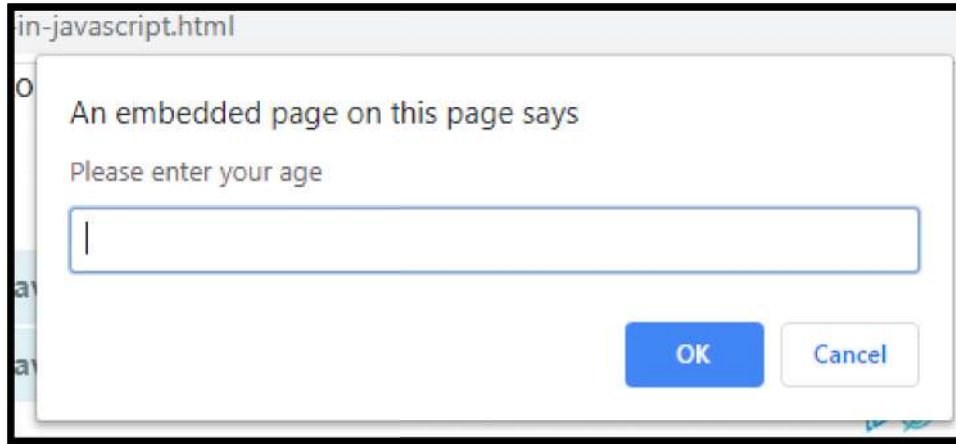 -in-javascript.html
An embedded page on this page says
Please enter your age
OK Cancel